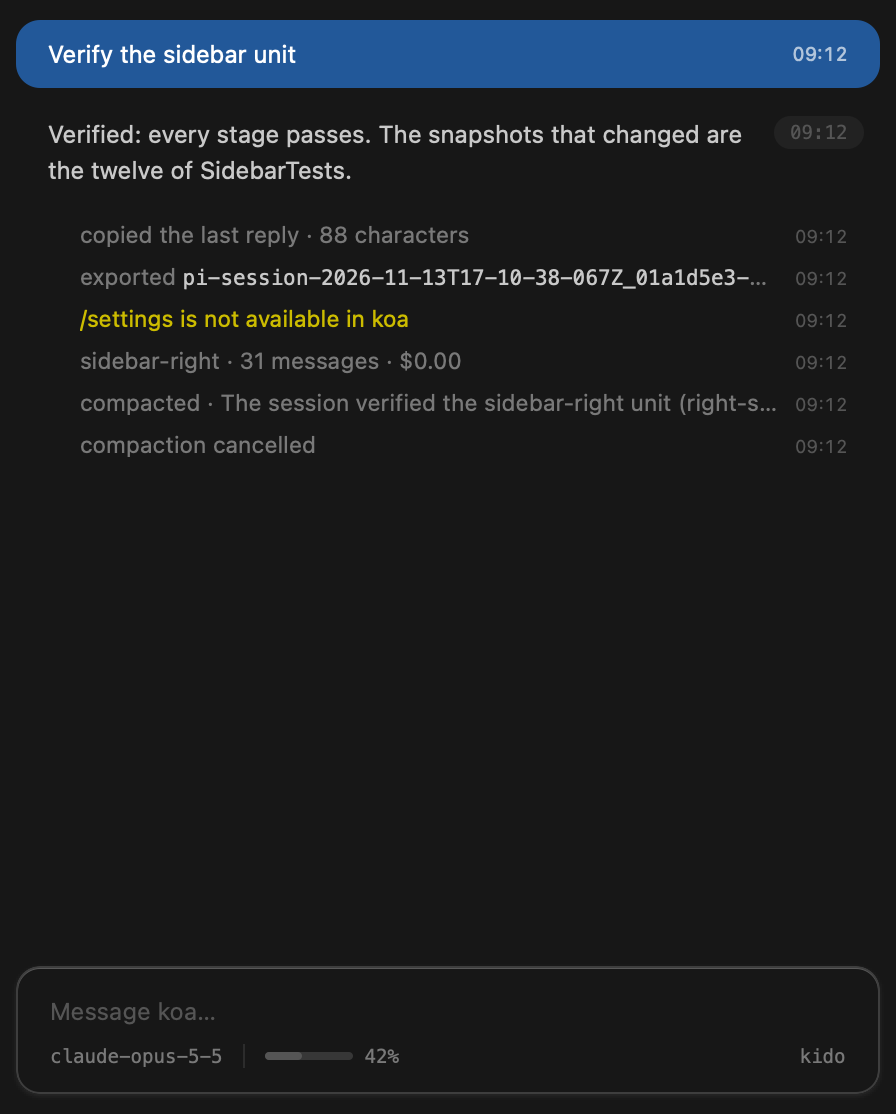 Verify the sidebar unit 09:12
Verified: every stage passes. The snapshots that changed are 09:12
the twelve of SidebarTests.
copied the last reply · 88 characters 09:12
exported pi-session-2026-11-13T17-10-38-067Z_01a1d5e3-… 09:12
/settings is not available in koa 09:12
sidebar-right · 31 messages · $0.00 09:12
compacted · The session verified the sidebar-right unit (right-s… 09:12
compaction cancelled 09:12
Message koa…
claude-opus-5-5 42% kido